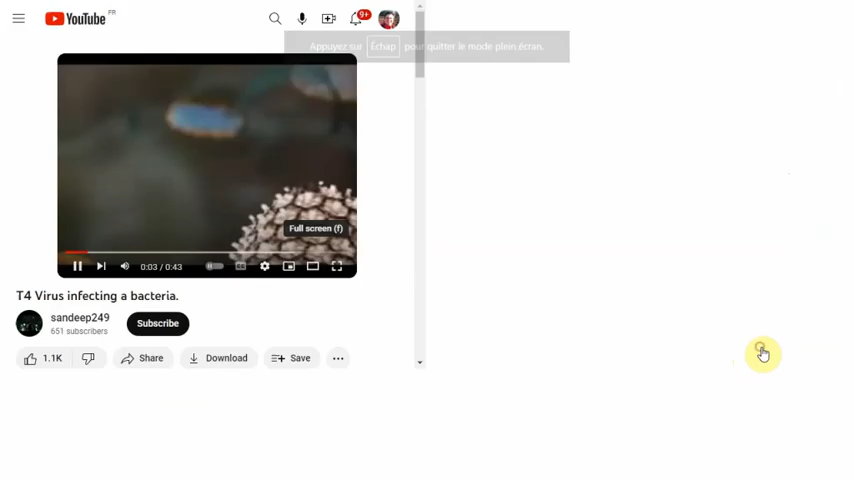 YouTube FR
9+
Appuyez sur Échap pour quitter le mode plein écran.
Full screen (f)
0:03 / 0:43
T4 Virus infecting a bacteria.
sandeep249
651 subscribers
Subscribe
1.1K
Share
Download
Save